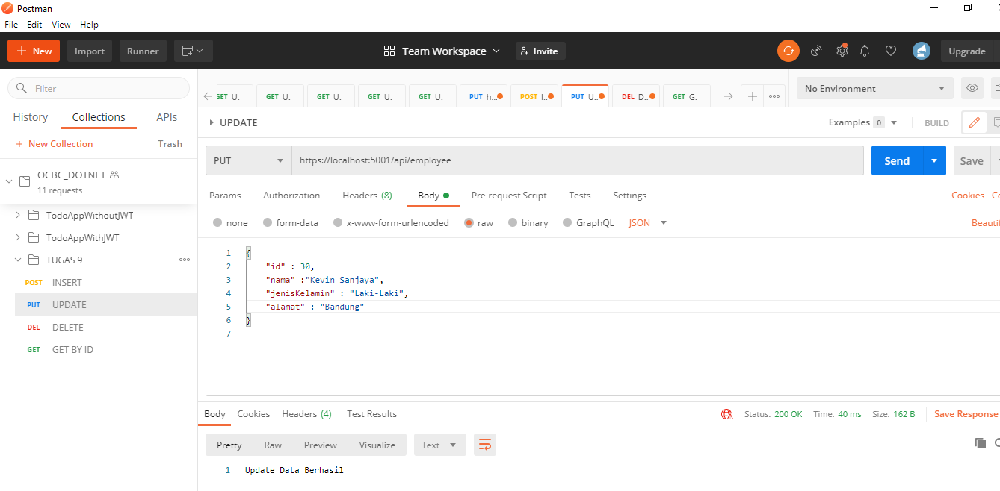 Postman
File Edit View Help
New Import Runner Team Workspace Invite Upgrade
Filter
GET U. GET U. GET U. GET U. GET U. PUT h... POST I... PUT U.. DEL D... GET G. No Environment
History Collections APIs
UPDATE Examples 0 BUILD
+ New Collection Trash
PUT https://localhost:5001/api/employee Send Save
OCBC_DOTNET
11 requests
Params Authorization Headers (8) Body Pre-request Script Tests Settings Cookies
TodoAppWithoutJWT
none form-data x-www-form-urlencoded raw binary GraphQL JSON Beautif
TodoAppWithJWT
TUGAS 9
POST INSERT
PUT UPDATE
DEL DELETE
GET GET BY ID
1 {
2 "id" : 30,
3 "nama" :"Kevin Sanjaya",
4 "jenisKelamin" : "Laki-Laki",
5 "alamat" : "Bandung"
6 }
7
Body Cookies Headers (4) Test Results Status: 200 OK Time: 40 ms Size: 162 B Save Response
Pretty Raw Preview Visualize Text
1 Update Data Berhasil